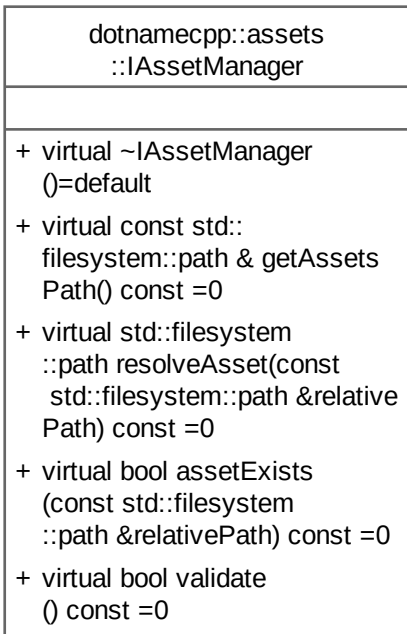 dotnamecpp::assets
::IAssetManager
+ virtual ~IAssetManager
()=default
+ virtual const std::
filesystem::path & getAssets
Path() const =0
+ virtual std::filesystem
::path resolveAsset(const
std::filesystem::path &relative
Path) const =0
+ virtual bool assetExists
(const std::filesystem
::path &relativePath) const =0
+ virtual bool validate
() const =0